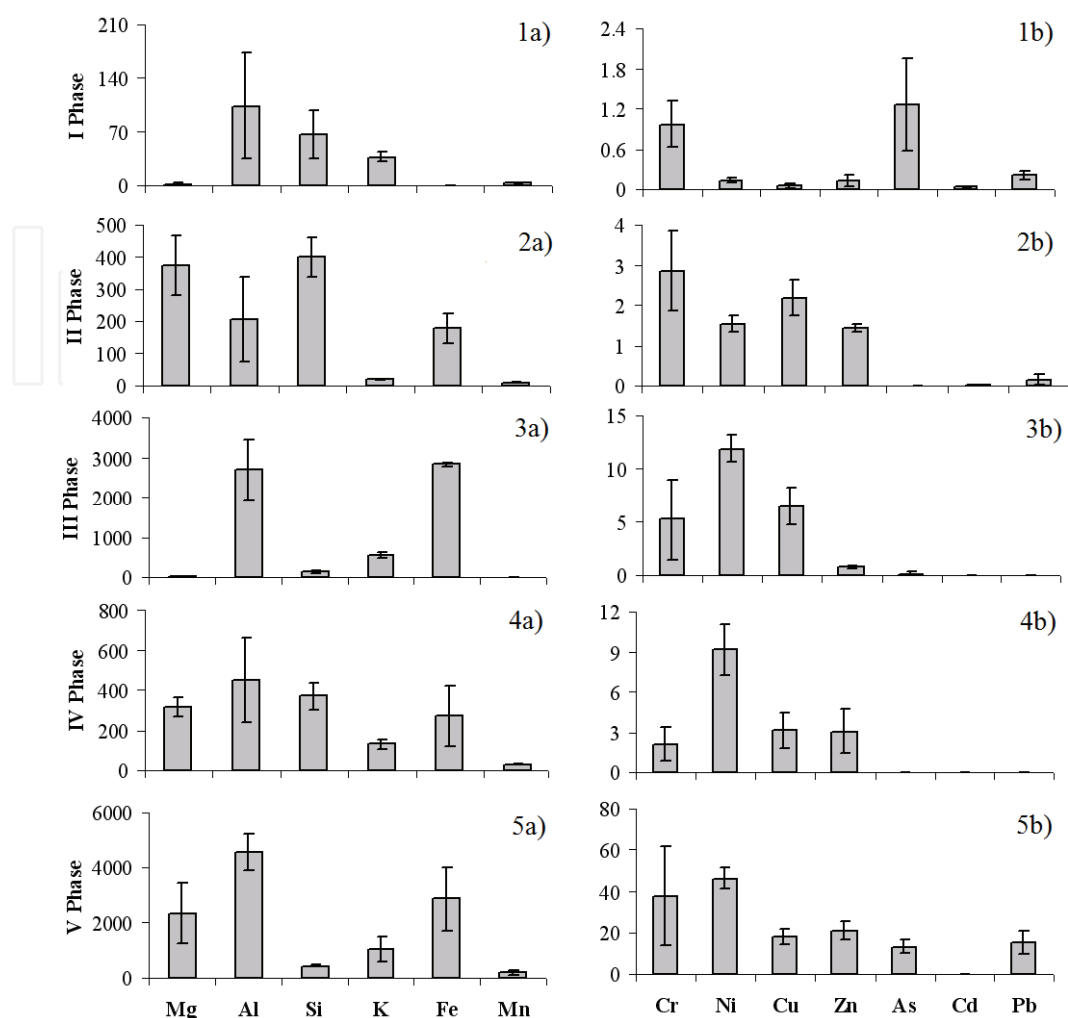 1a)
210
140
70
0
I Phase
1b)
2.4
1.8
1.2
0.6
0
2a)
500
400
300
200
100
0
II Phase
2b)
4
3
2
1
0
3a)
4000
3000
2000
1000
0
III Phase
3b)
15
10
5
0
4a)
800
600
400
200
0
IV Phase
4b)
12
9
6
3
0
5a)
6000
4000
2000
0
V Phase
Mg Al Si K Fe Mn
5b)
80
60
40
20
0
Cr Ni Cu Zn As Cd Pb